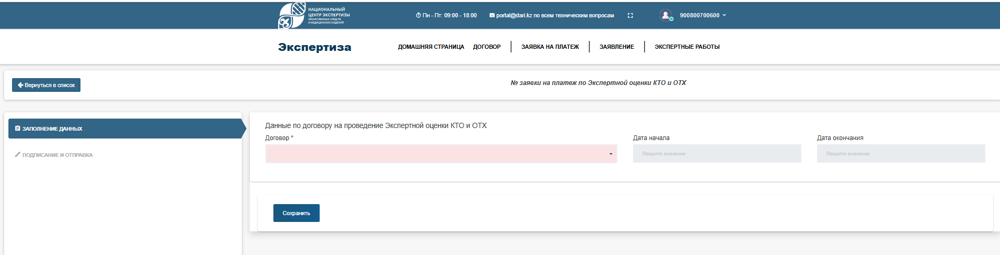 НАЦИОНАЛЬНЫЙ
ЦЕНТР ЭКСПЕРТИЗЫ
ЛЕКАРСТВЕННЫХ СРЕДСТВ
И МЕДИЦИНСКИХ ИЗДЕЛИЙ
Пн - Пт: 09:00 - 18:00
portal@dari.kz по всем техническим вопросам
900800700600
Экспертиза
ДОМАШНЯЯ СТРАНИЦА
ДОГОВОР
ЗАЯВКА НА ПЛАТЕЖ
ЗАЯВЛЕНИЕ
ЭКСПЕРТНЫЕ РАБОТЫ
Вернуться в список
№ заявки на платеж по Экспертной оценки КТО и ОТХ
ЗАПОЛНЕНИЕ ДАННЫХ
ПОДПИСАНИЕ И ОТПРАВКА
Данные по договору на проведение Экспертной оценки КТО и ОТХ
Договор *
Дата начала
Дата окончания
Введите значение
Введите значение
Сохранить